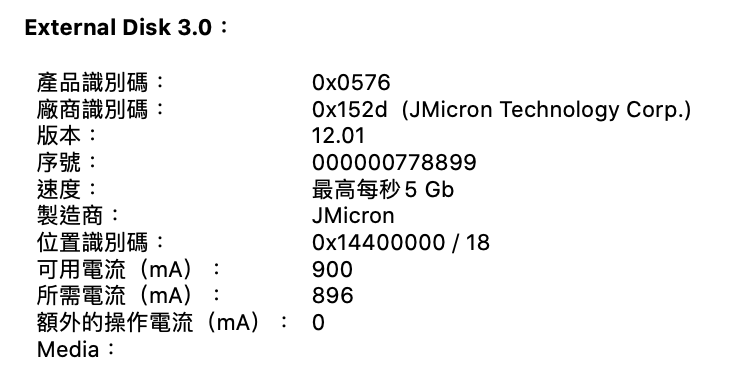 External Disk 3.0：
產品識別碼： 0x0576
廠商識別碼： 0x152d (JMicron Technology Corp.)
版本： 12.01
序號： 000000778899
速度： 最高每秒5 Gb
製造商： JMicron
位置識別碼： 0x14400000 / 18
可用電流（mA）： 900
所需電流（mA）： 896
額外的操作電流（mA）： 0
Media：